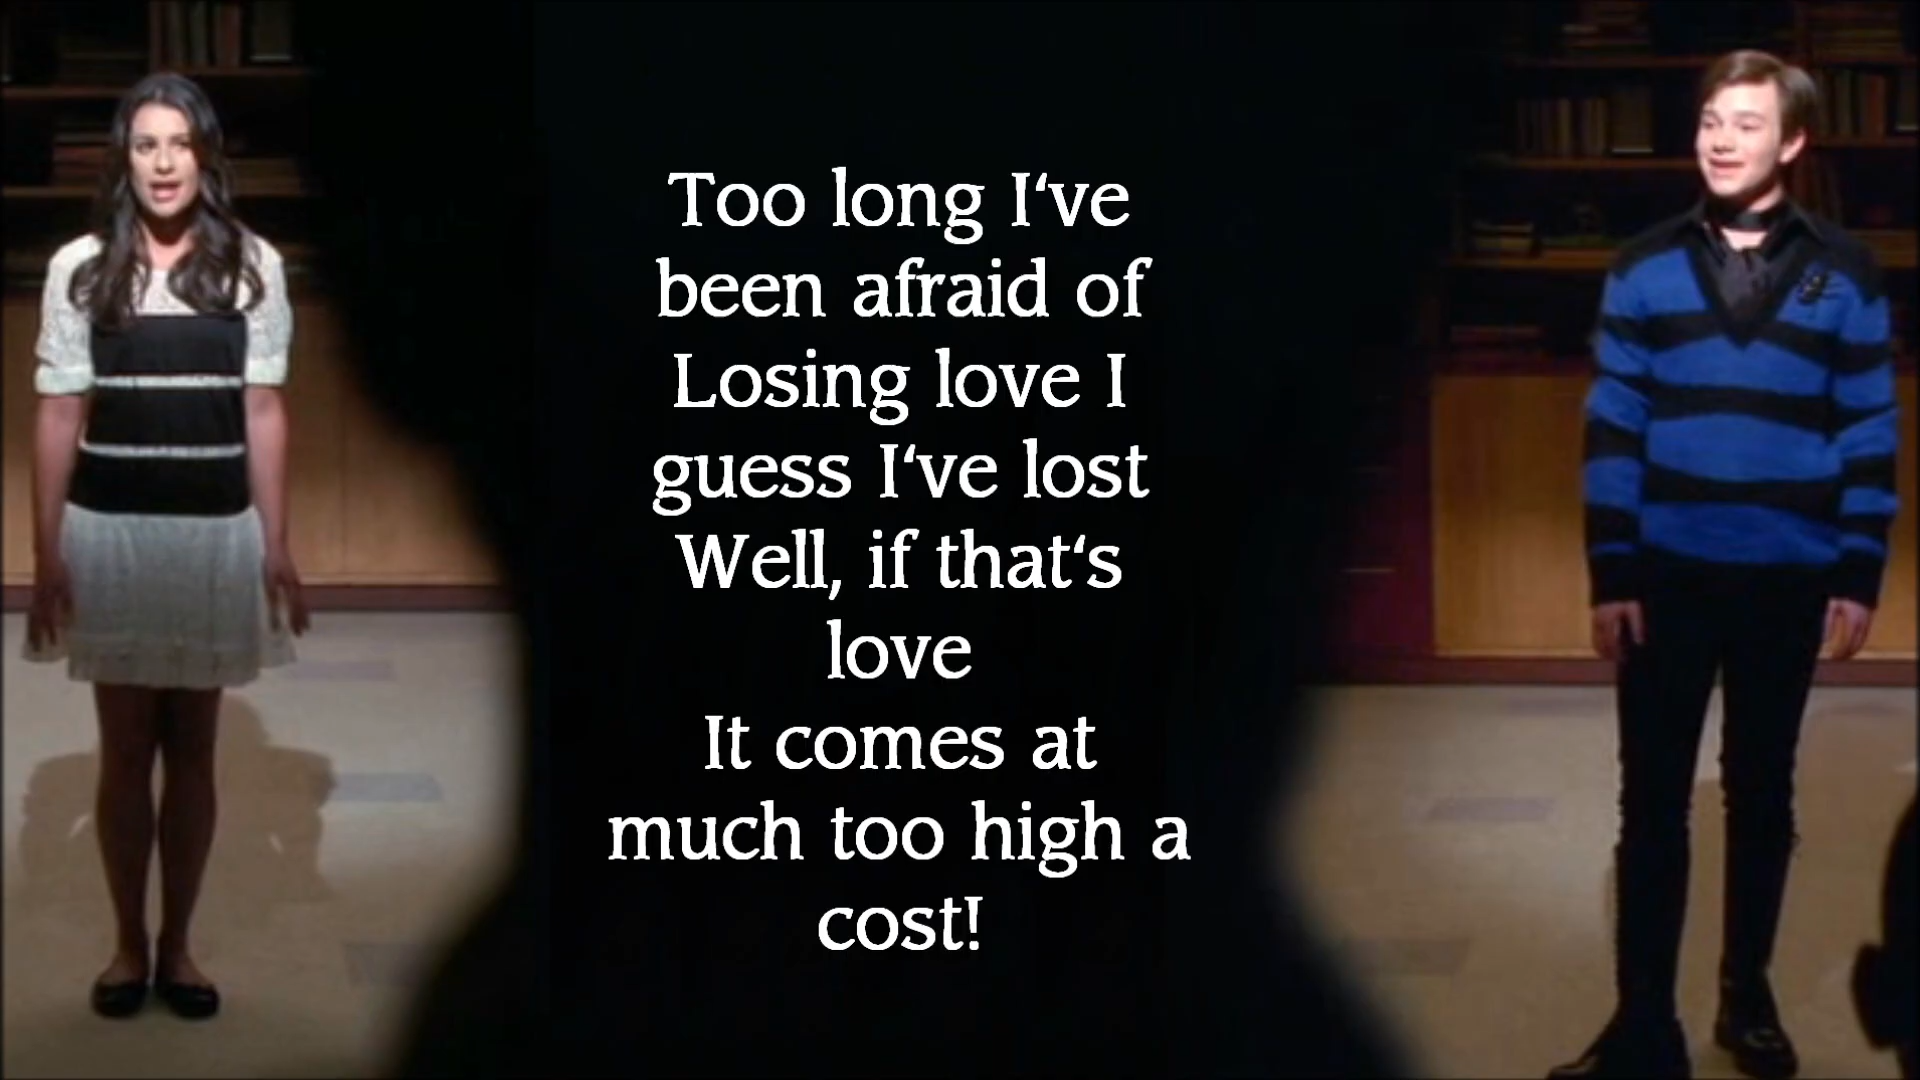 Too long I‘ve
been afraid of
Losing love I
guess I‘ve lost
Well, if that‘s
love
It comes at
much too high a
cost!